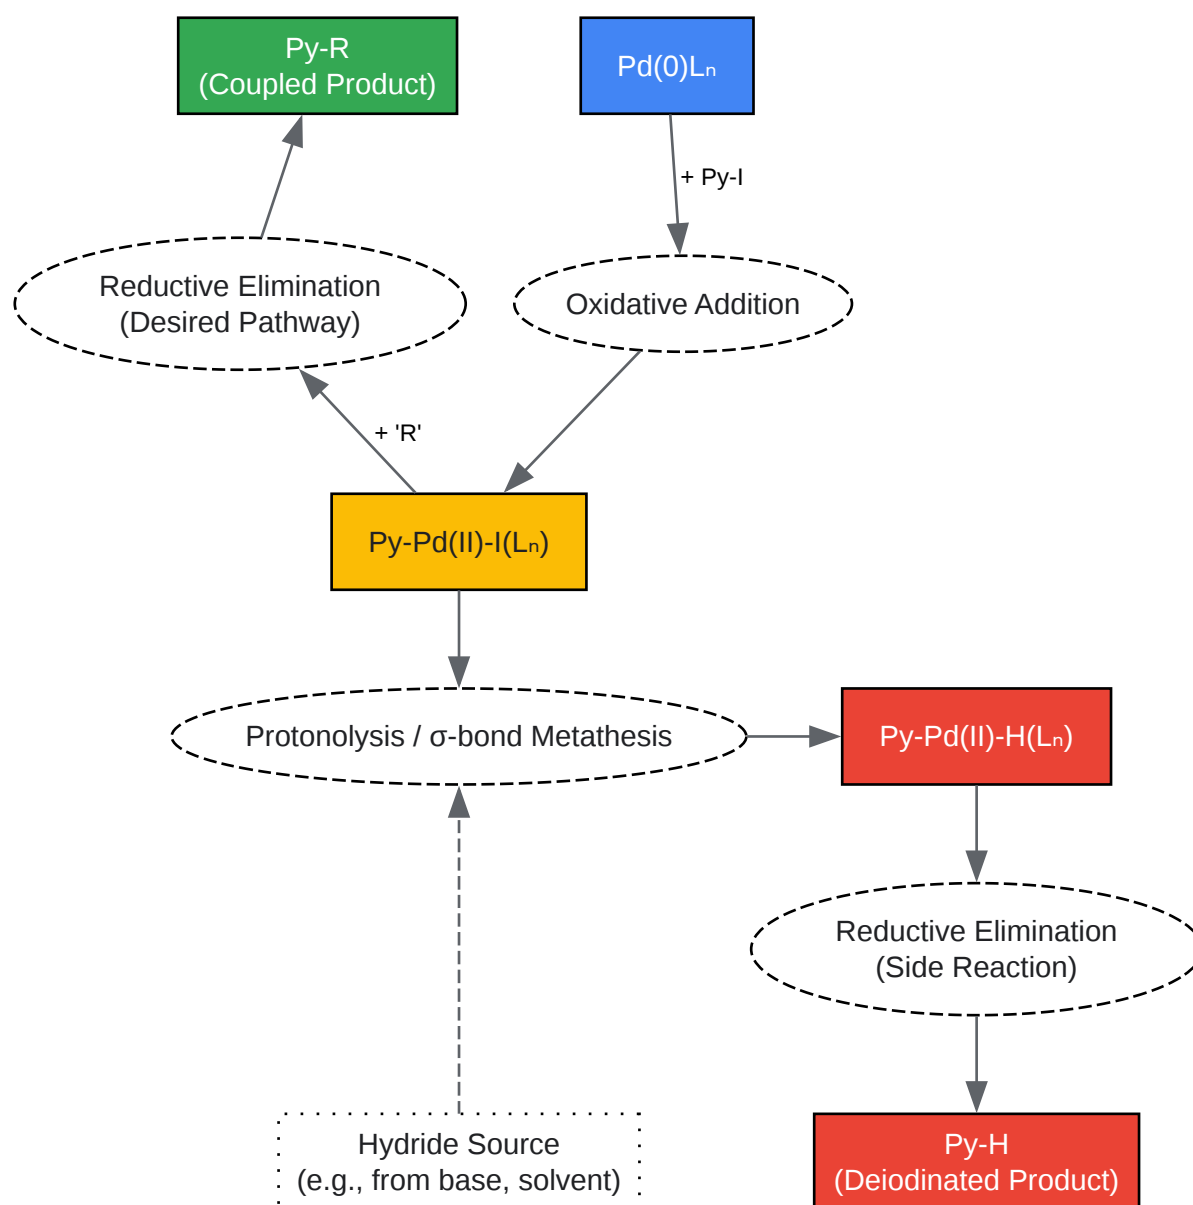 Py-R
(Coupled Product)
Pd(0)Lₙ
+ Py-I
Reductive Elimination
(Desired Pathway)
Oxidative Addition
+ 'R'
Py-Pd(II)-I(Lₙ)
Protonolysis / σ-bond Metathesis
Py-Pd(II)-H(Lₙ)
Reductive Elimination
(Side Reaction)
Hydride Source
(e.g., from base, solvent)
Py-H
(Deiodinated Product)